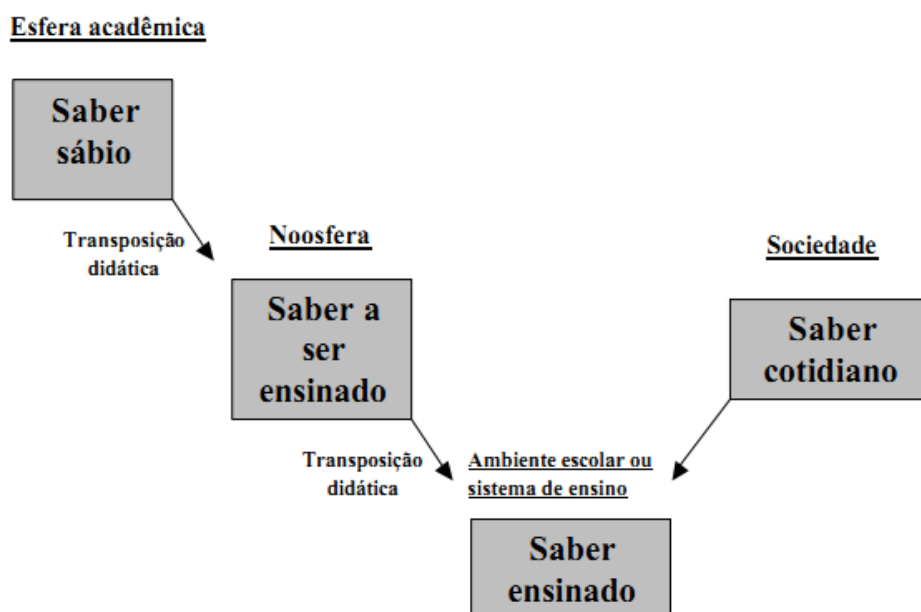 Esfera acadêmica
Saber
sábio
Transposição
didática
Noosfera
Saber a
ser
ensinado
Sociedade
Saber
cotidiano
Transposição
didática
Ambiente escolar ou
sistema de ensino
Saber
ensinado